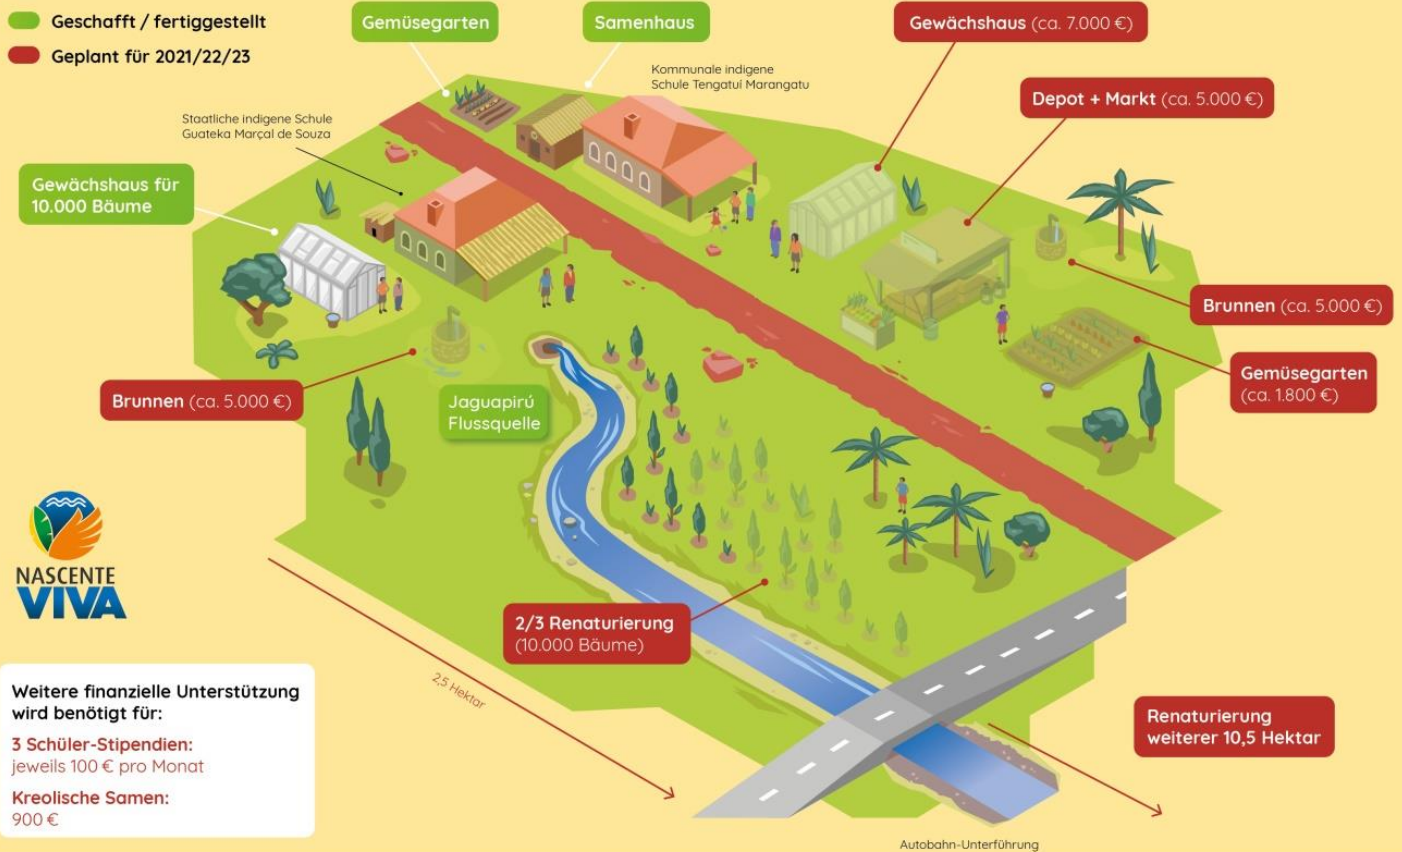 Geschafft / fertiggestellt
Geplant für 2021/22/23
Gemüsegarten
Samenhaus
Gewächshaus (ca. 7.000 €)
Kommunale indigene
Schule Tengatuí Marangatu
Depot + Markt (ca. 5.000 €)
Staatliche indigene Schule
Guateka Marçal de Souza
Gewächshaus für
10.000 Bäume
Brunnen (ca. 5.000 €)
Gemüsegarten
(ca. 1.800 €)
Brunnen (ca. 5.000 €)
Jaguapirú
Flussquelle
NASCENTE
VIVA
2/3 Renaturierung
(10.000 Bäume)
2,5 Hektar
Weitere finanzielle Unterstützung
wird benötigt für:
3 Schüler-Stipendien:
jeweils 100 € pro Monat
Kreolische Samen:
900 €
Renaturierung
weiterer 10,5 Hektar
Autobahn-Unterführung